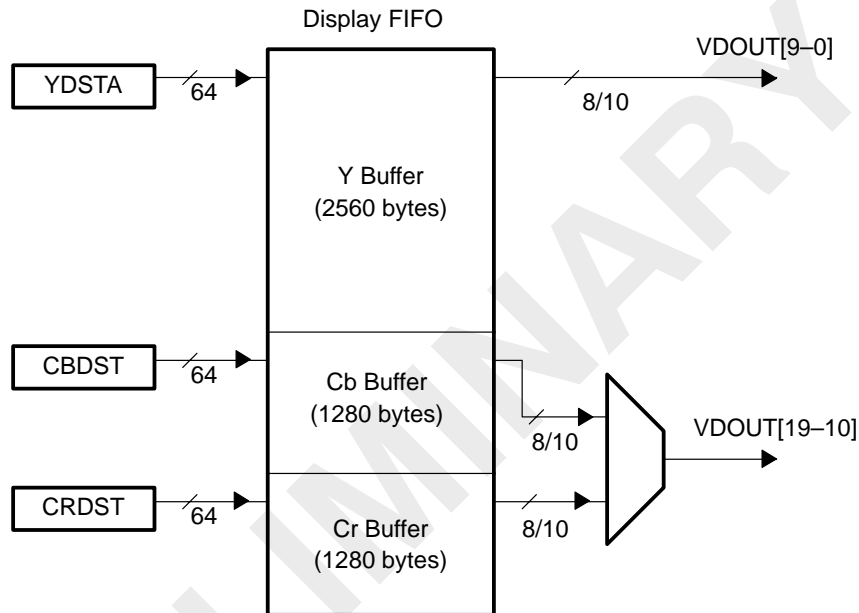 Display FIFO
VDOUT[9–0]
YDSTA
64
8/10
Y Buffer
(2560 bytes)
CBDST
64
Cb Buffer
(1280 bytes)
8/10
VDOUT[19–10]
CRDST
64
8/10
Cr Buffer
(1280 bytes)
LIMINARY